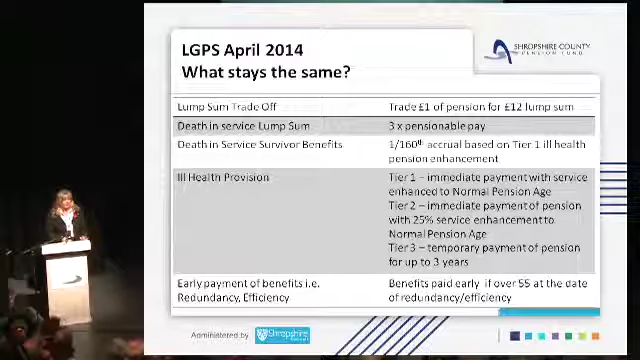 LGPS April 2014
What stays the same?
SHROPSHIRE COUNTY
PENSION FUND
Lump Sum Trade Off
Trade £1 of pension for £12 lump sum
Death in service Lump Sum
3 x pensionable pay
Death in Service Survivor Benefits
1/160th accrual based on Tier 1 ill health
pension enhancement
Ill Health Provision
Tier 1 – immediate payment with service
enhanced to Normal Pension Age
Tier 2 – immediate payment of pension
with 25% service enhancement to
Normal Pension Age
Tier 3 – temporary payment of pension
for up to 3 years
Early payment of benefits i.e.
Redundancy, Efficiency
Benefits paid early if over 55 at the date
of redundancy/efficiency
Administered by
Shropshire